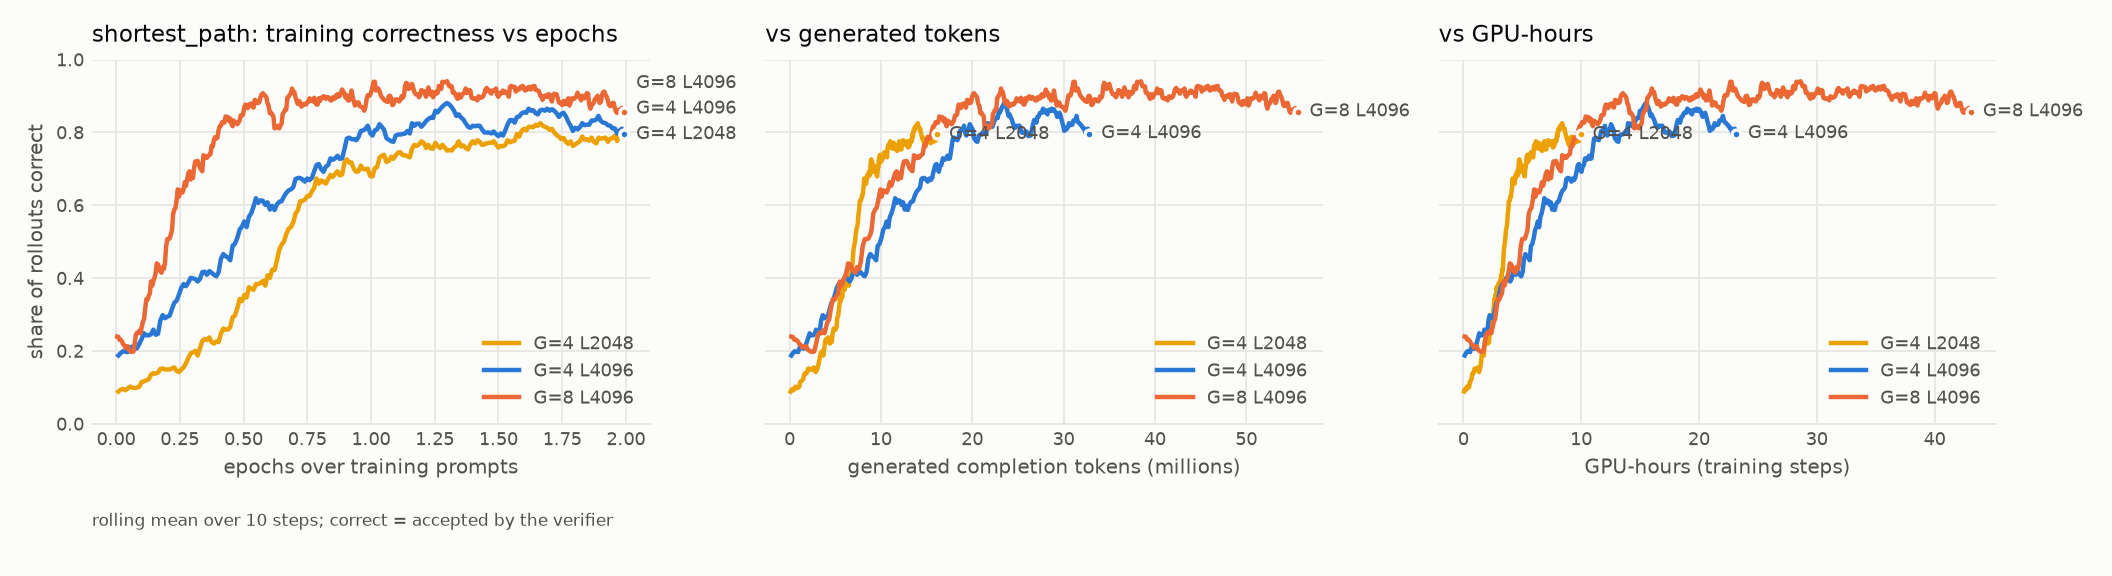 shortest_path: training correctness vs epochs
share of rollouts correct
1.0
0.8
0.6
0.4
0.2
0.0
0.00 0.25 0.50 0.75 1.00 1.25 1.50 1.75 2.00
epochs over training prompts
G=8 L4096
G=4 L4096
G=4 L2048
G=4 L2048
G=4 L4096
G=8 L4096
vs generated tokens
G=8 L4096
G=4 L2048
G=4 L4096
G=4 L2048
G=4 L4096
G=8 L4096
0 10 20 30 40 50
generated completion tokens (millions)
vs GPU-hours
G=8 L4096
G=4 L2048
G=4 L4096
G=4 L2048
G=4 L4096
G=8 L4096
0 10 20 30 40
GPU-hours (training steps)
rolling mean over 10 steps; correct = accepted by the verifier